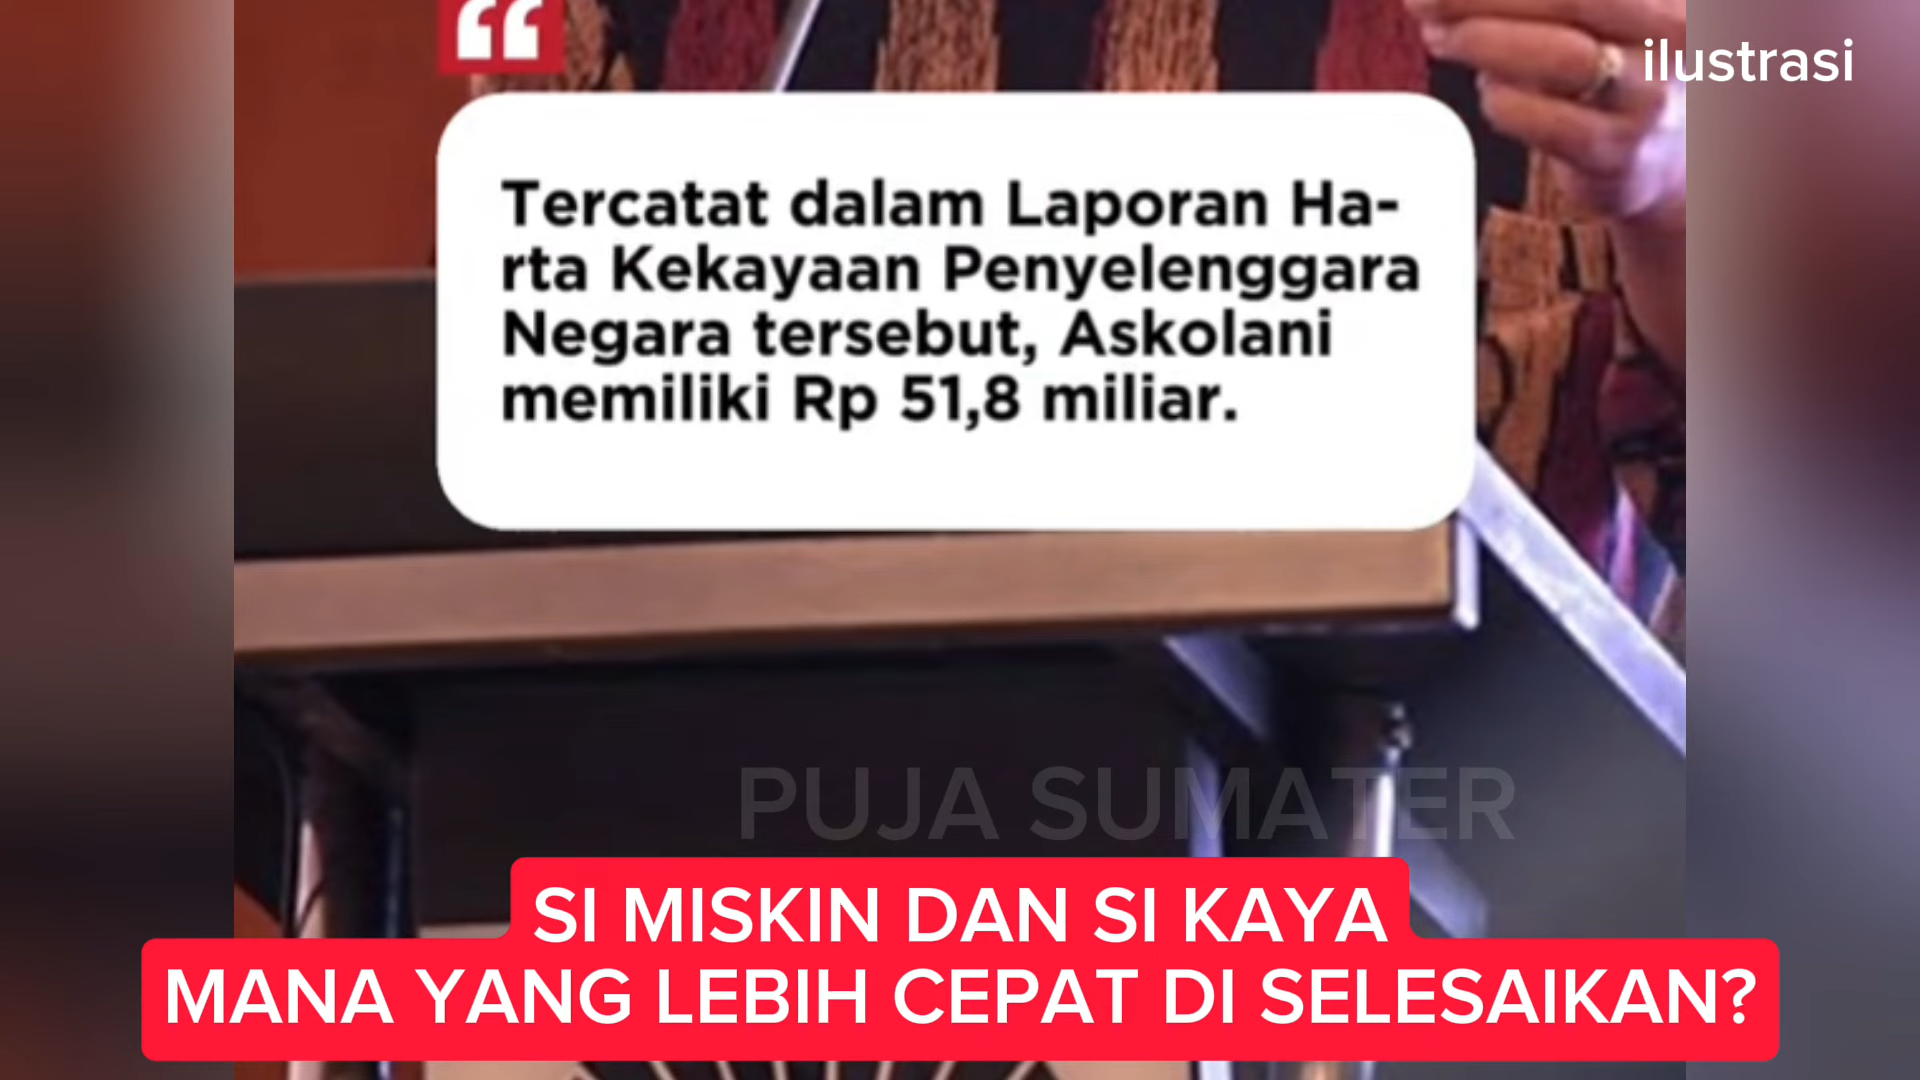 ilustrasi
Tercatat dalam Laporan Ha-
rta Kekayaan Penyelenggara
Negara tersebut, Askolani
memiliki Rp 51,8 miliar.
PUJA SUMATER
SI MISKIN DAN SI KAYA
MANA YANG LEBIH CEPAT DI SELESAIKAN?